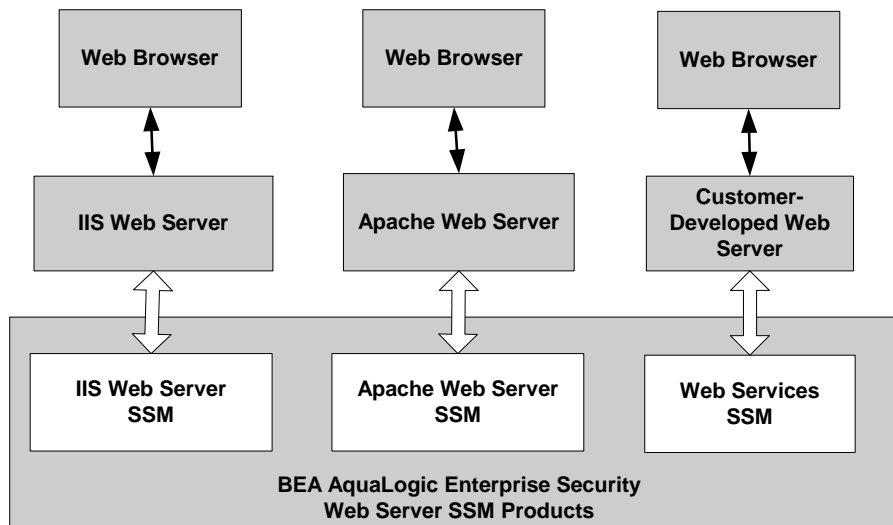 Web Browser
Web Browser
Web Browser
IIS Web Server
Apache Web Server
Customer-
Developed Web
Server
IIS Web Server
SSM
Apache Web Server
SSM
Web Services
SSM
BEA AquaLogic Enterprise Security
Web Server SSM Products